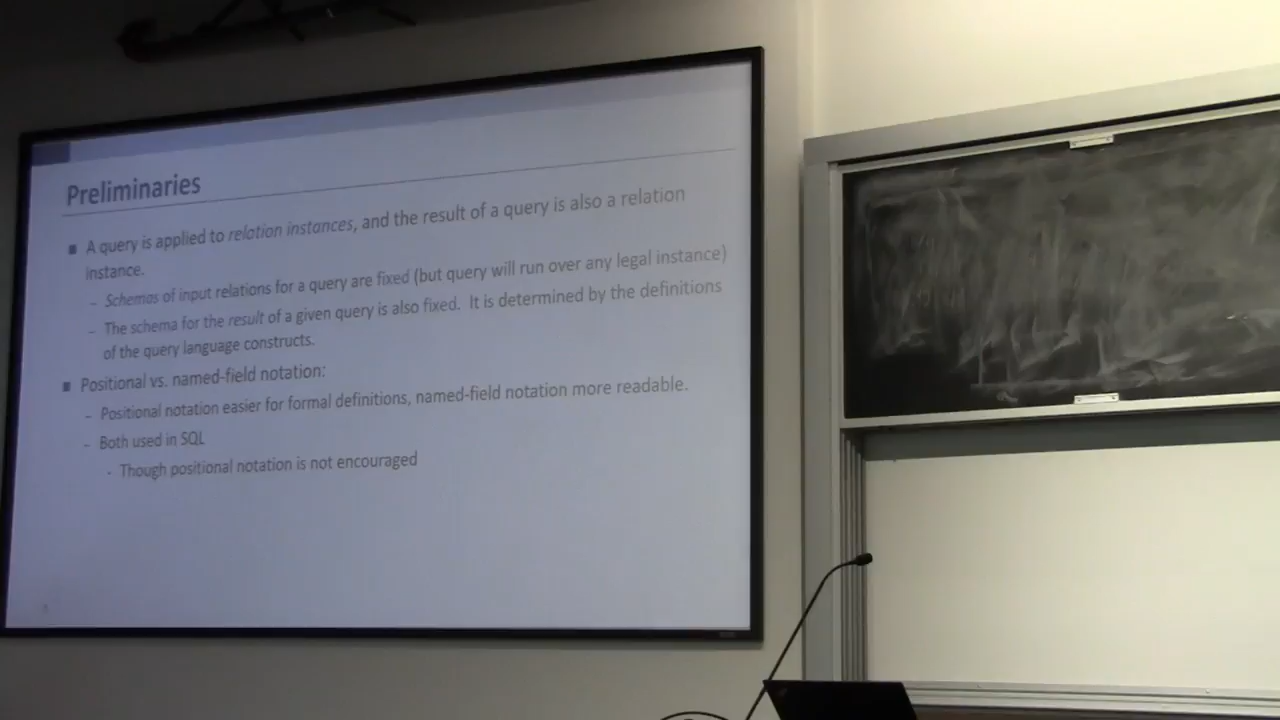 Preliminaries
▪ A query is applied to relation instances, and the result of a query is also a relation
instance.
– Schemas of input relations for a query are fixed (but query will run over any legal instance)
– The schema for the result of a given query is also fixed. It is determined by the definitions
of the query language constructs.
▪ Positional vs. named-field notation:
– Positional notation easier for formal definitions, named-field notation more readable.
– Both used in SQL
- Though positional notation is not encouraged